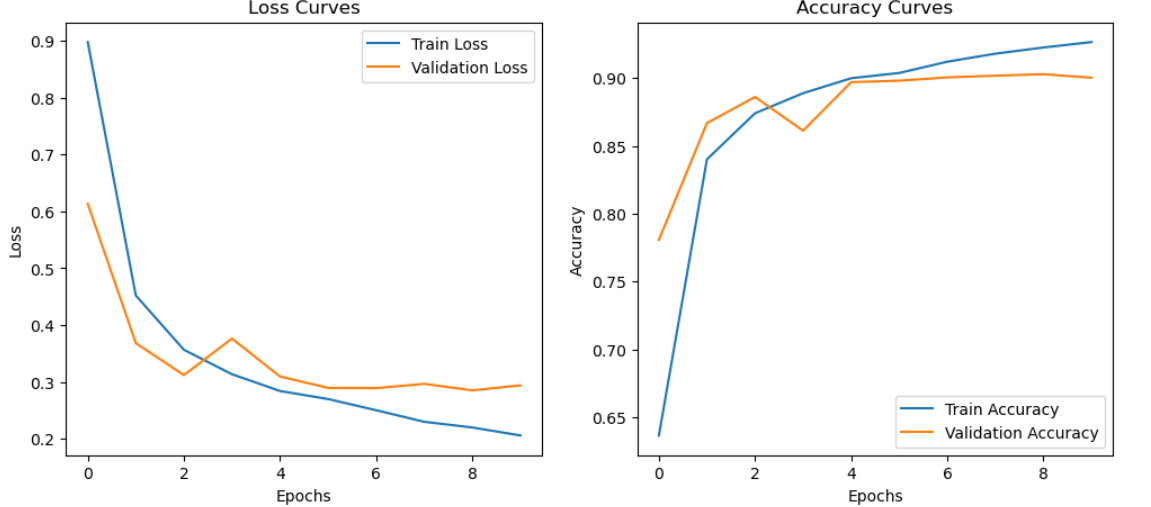 Loss Curves
0.9
0.8
0.7
0.6
0.5
0.4
0.3
0.2
Loss
Train Loss
Validation Loss
0 2 4 6 8
Epochs
Accuracy Curves
0.90
0.85
0.80
0.75
0.70
0.65
Accuracy
Train Accuracy
Validation Accuracy
0 2 4 6 8
Epochs